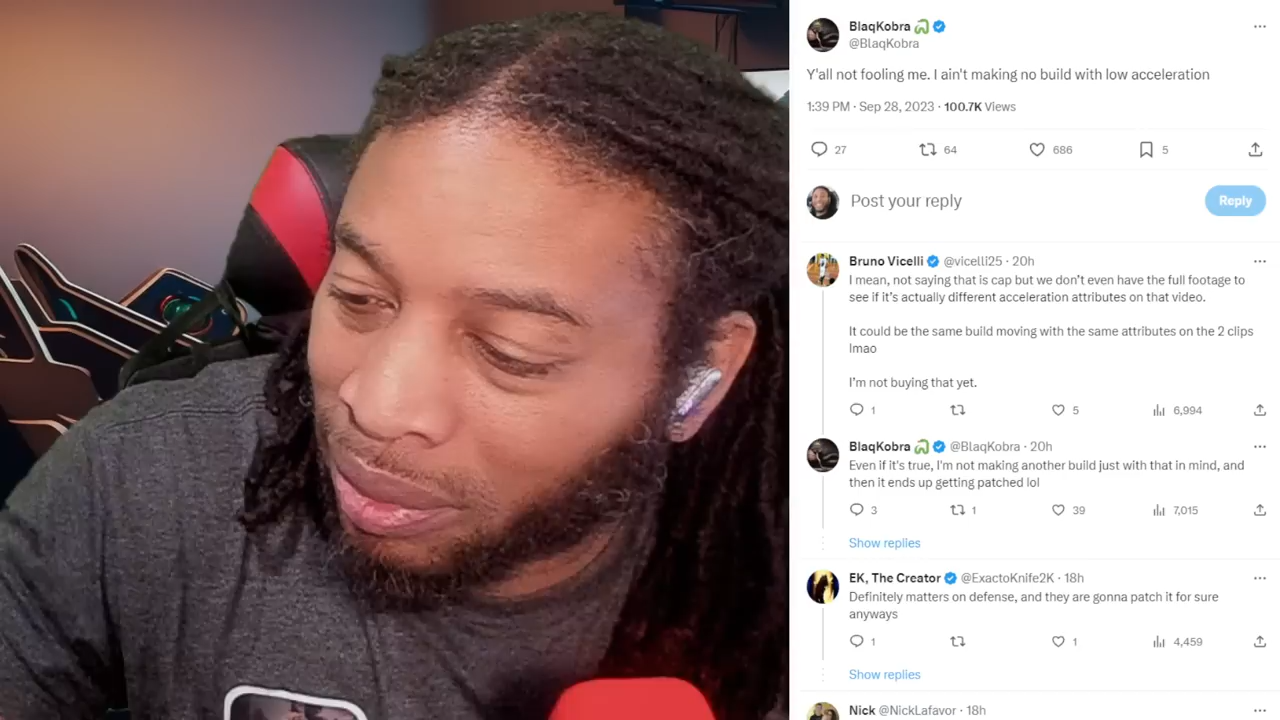 BlaqKobra
@BlaqKobra
Y'all not fooling me. I ain't making no build with low acceleration
1:39 PM · Sep 28, 2023 · 100.7K Views
27 64 686 5
Post your reply
Reply
Bruno Vicelli @vicelli25 · 20h
I mean, not saying that is cap but we don't even have the full footage to
see if it's actually different acceleration attributes on that video.
It could be the same build moving with the same attributes on the 2 clips
lmao
I'm not buying that yet.
1 5 6,994
BlaqKobra @BlaqKobra · 20h
Even if it's true, I'm not making another build just with that in mind, and
then it ends up getting patched lol
3 1 39 7,015
Show replies
EK, The Creator @ExactoKnife2K · 18h
Definitely matters on defense, and they are gonna patch it for sure
anyways
1 1 4,459
Show replies
Nick @NickLafavor · 18h